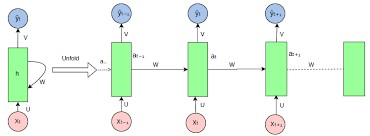 ŷt ŷt-1 ŷt ŷt+1
V V V V
h Unfold a.. at-1 at at+1
W W W W
U U U U
xt xt-1 xt xt+1